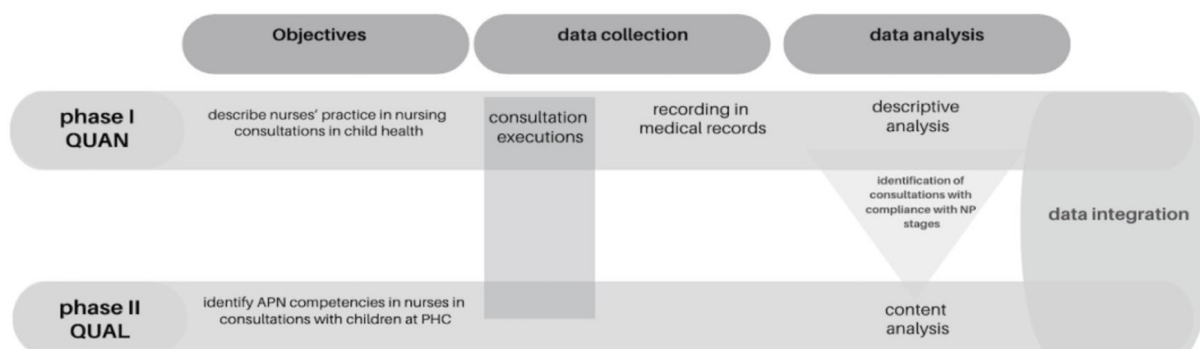 Objectives
data collection
data analysis
phase I
QUAN
describe nurses’ practice in nursing
consultations in child health
consultation
executions
recording in
medical records
descriptive
analysis
identification of
consultations with
compliance with NP
stages
data integration
phase II
QUAL
identify APN competencies in nurses in
consultations with children at PHC
content
analysis